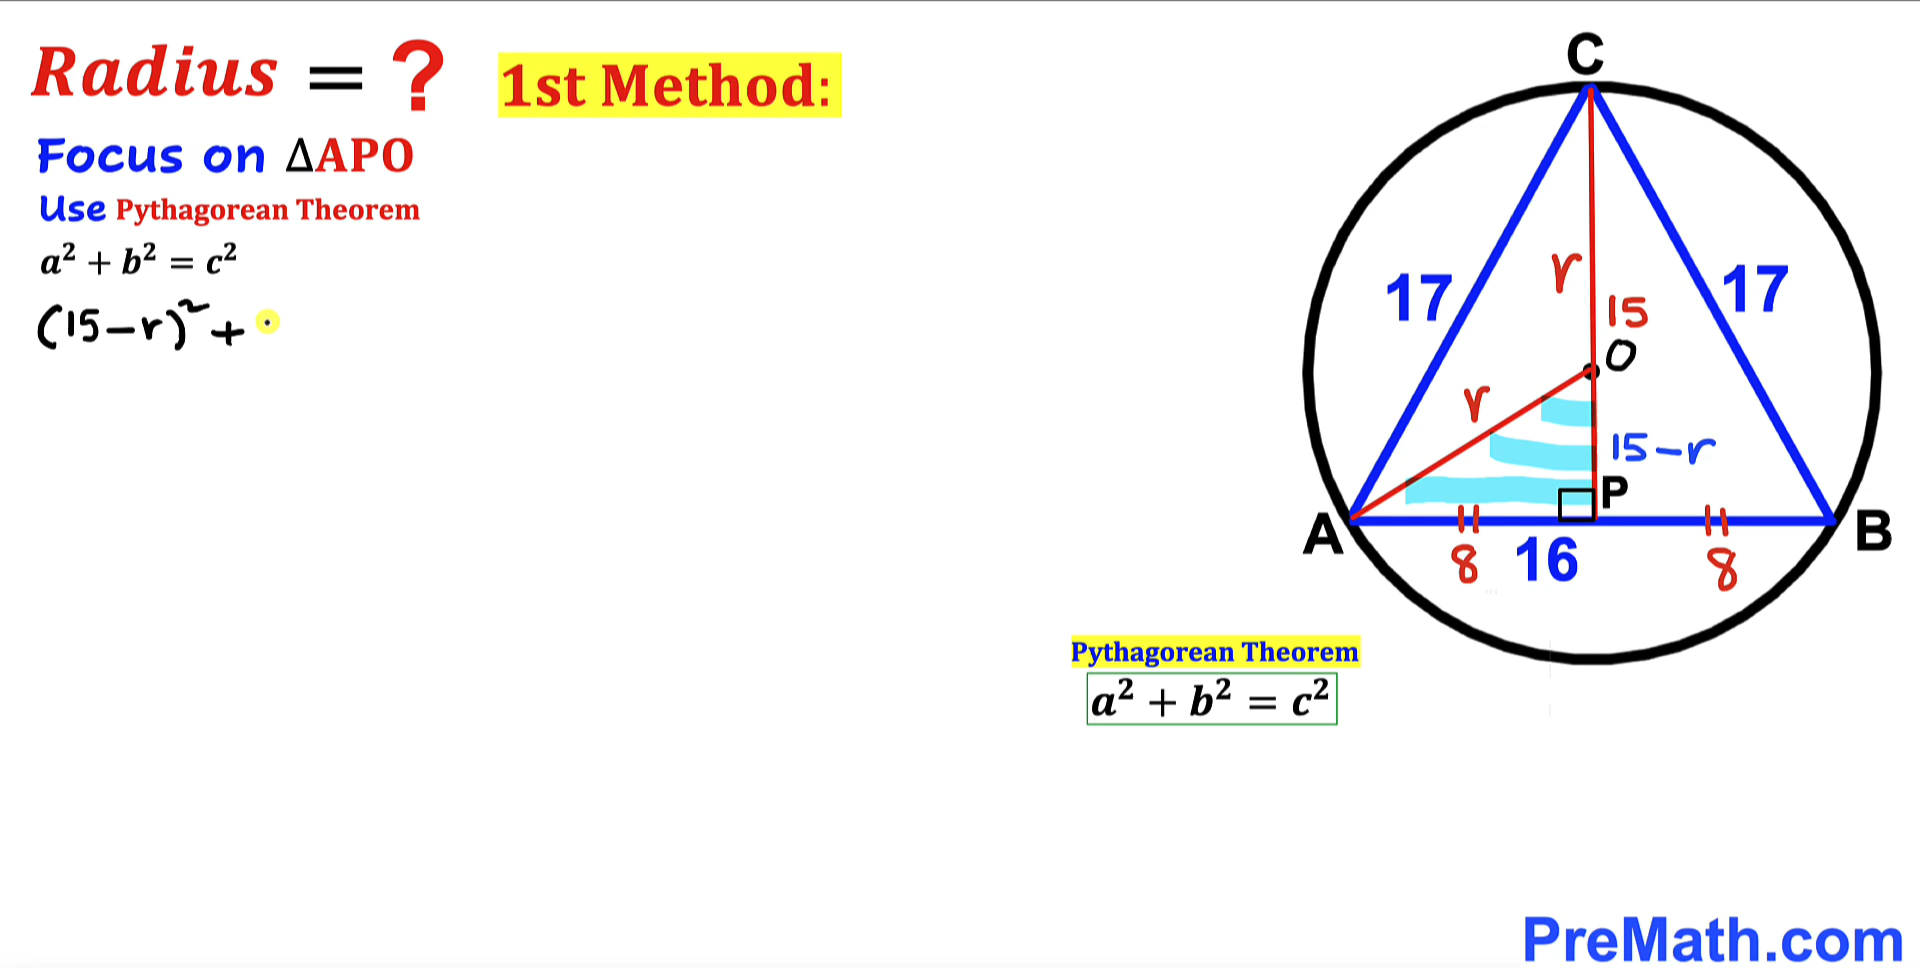 Radius = ?
1st Method:
Focus on ΔAPO
Use Pythagorean Theorem
a² + b² = c²
(15-r)² +
C
17
r
17
15
O
r
15-r
P
A
B
8
16
8
Pythagorean Theorem
a² + b² = c²
PreMath.com